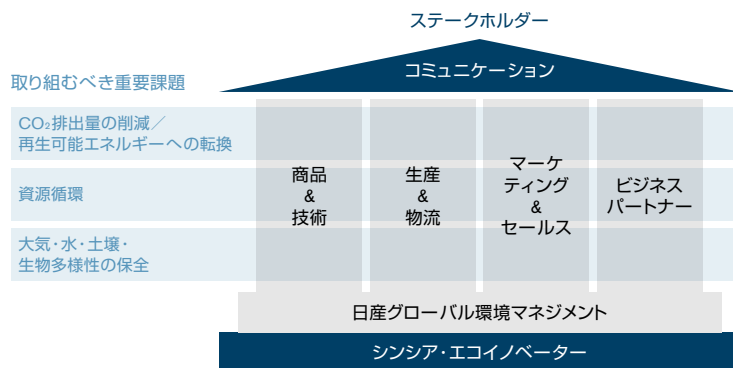 ステークホルダー
コミュニケーション
取り組むべき重要課題
CO₂排出量の削減／
再生可能エネルギーへの転換
資源循環
大気・水・土壌・
生物多様性の保全
商品
&
技術
生産
&
物流
マーケ
ティング
&
セールス
ビジネス
パートナー
日産グローバル環境マネジメント
シンシア・エコイノベーター